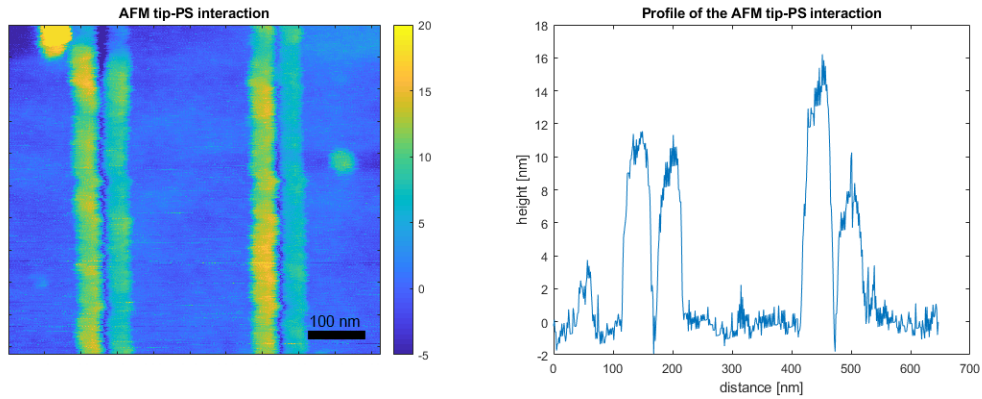 AFM tip-PS interaction
20
15
10
5
0
-5
100 nm
Profile of the AFM tip-PS interaction
18
16
14
12
10
8
6
4
2
0
-2
height [nm]
0 100 200 300 400 500 600 700
distance [nm]